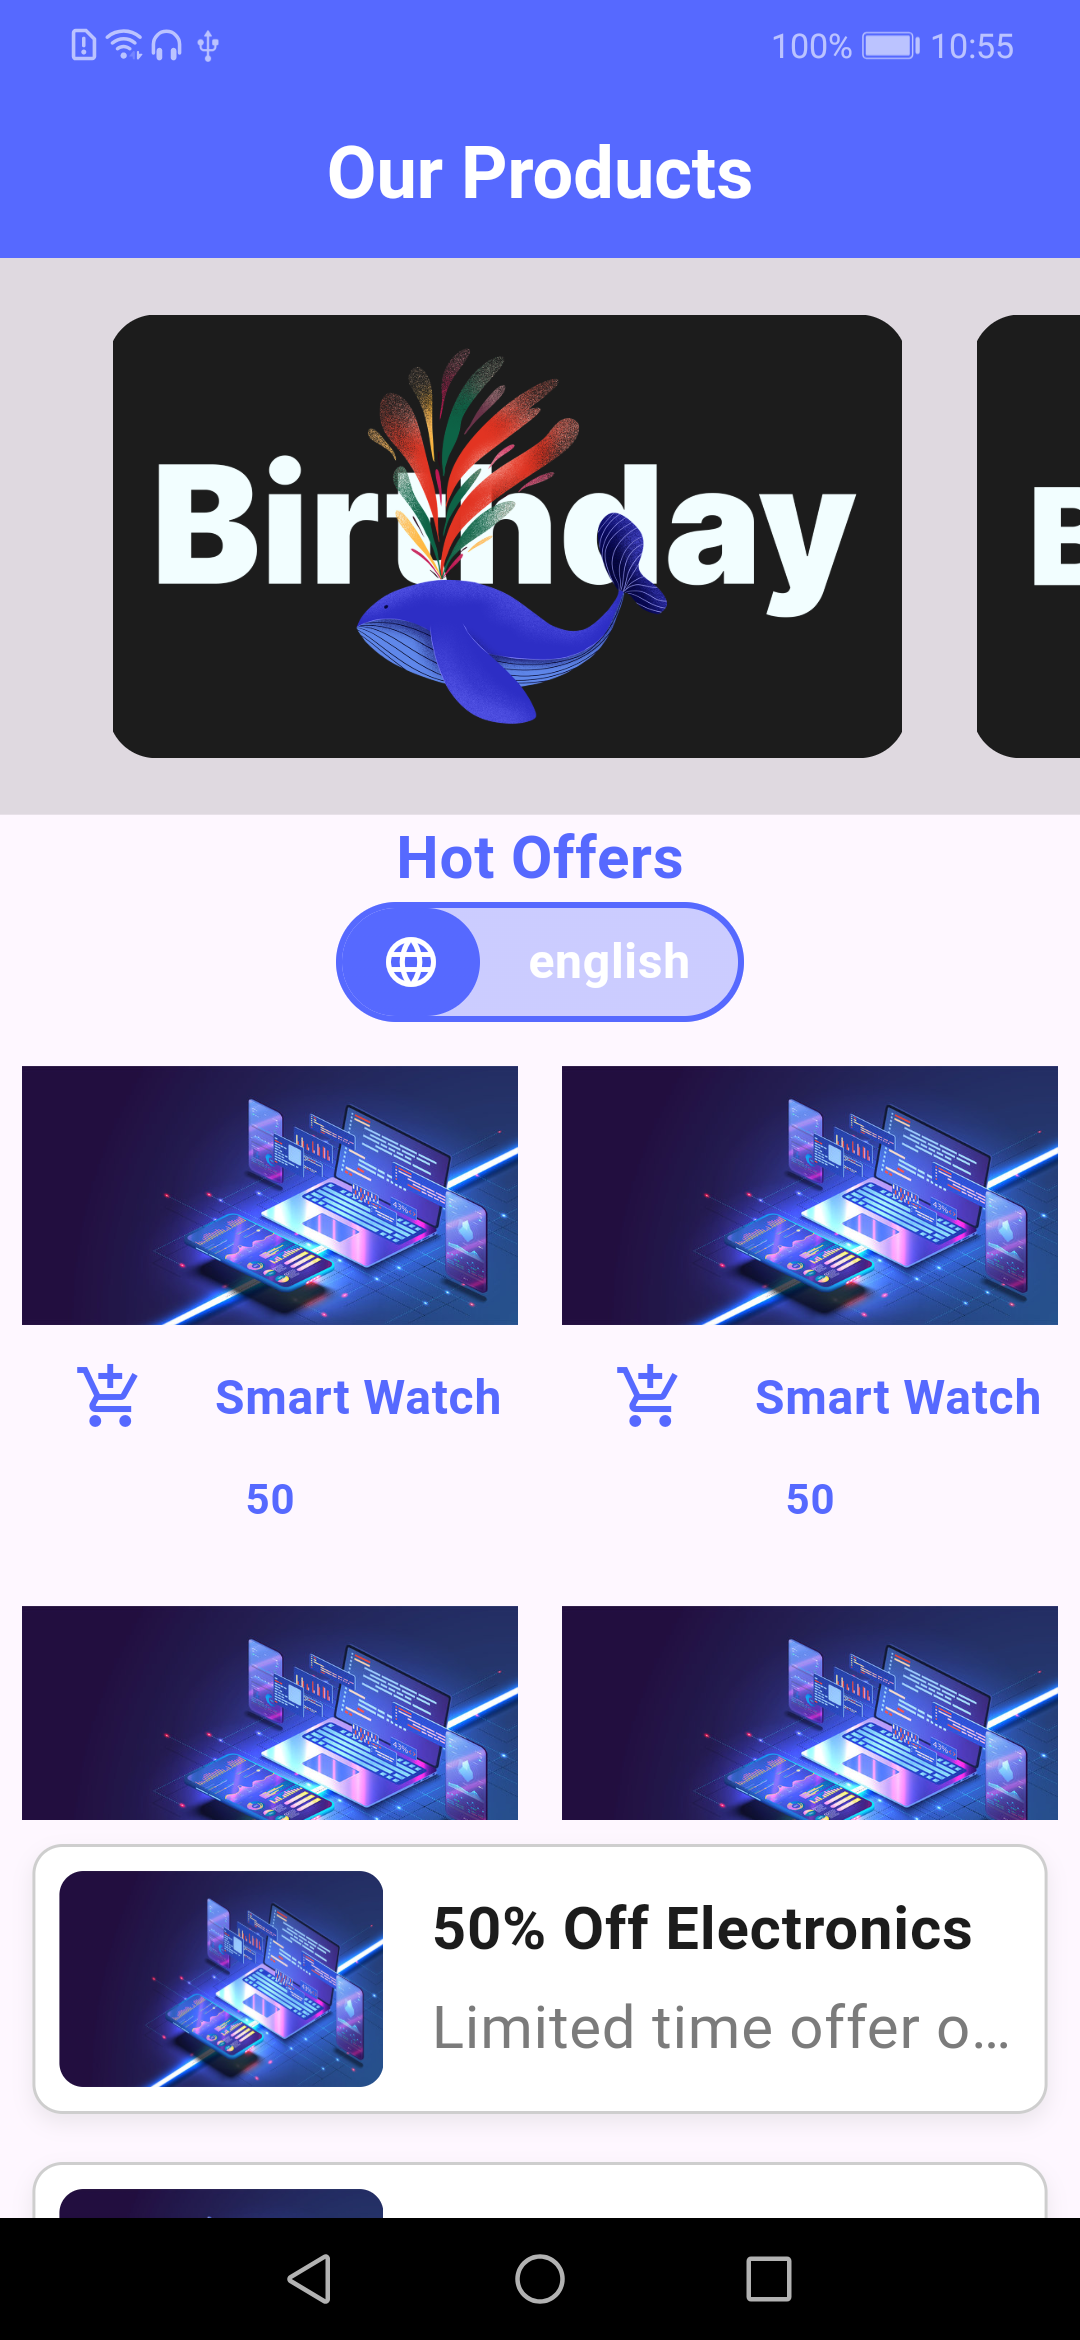 100% 10:55
Our Products
Birthday
Hot Offers
english
Smart Watch
Smart Watch
50
50
50% Off Electronics
Limited time offer o...